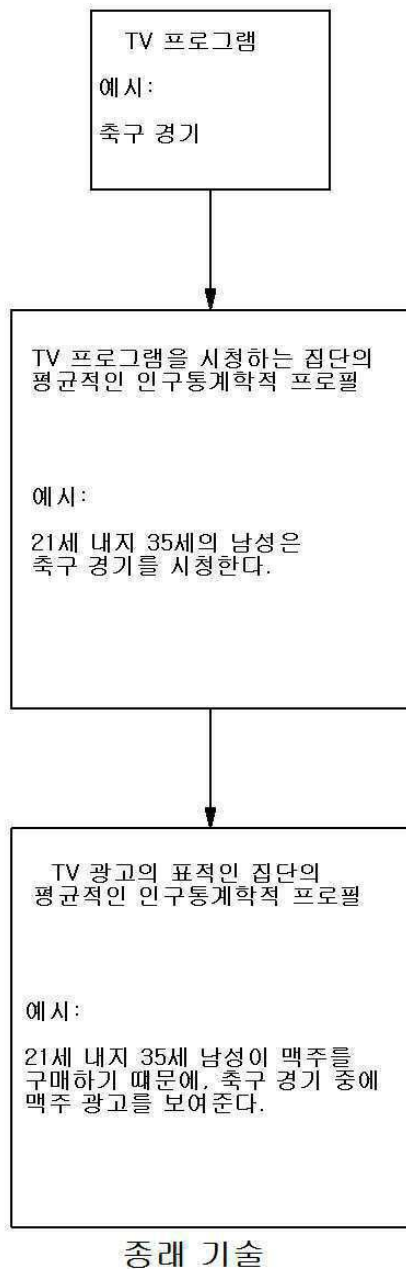 TV 프로그램
예시:
축구 경기
TV 프로그램을 시청하는 집단의
평균적인 인구통계학적 프로필
예시:
21세 내지 35세의 남성은
축구 경기를 시청한다.
TV 광고의 표적인 집단의
평균적인 인구통계학적 프로필
예시:
21세 내지 35세 남성이 맥주를
구매하기 때문에, 축구 경기 중에
맥주 광고를 보여준다.
종래 기술